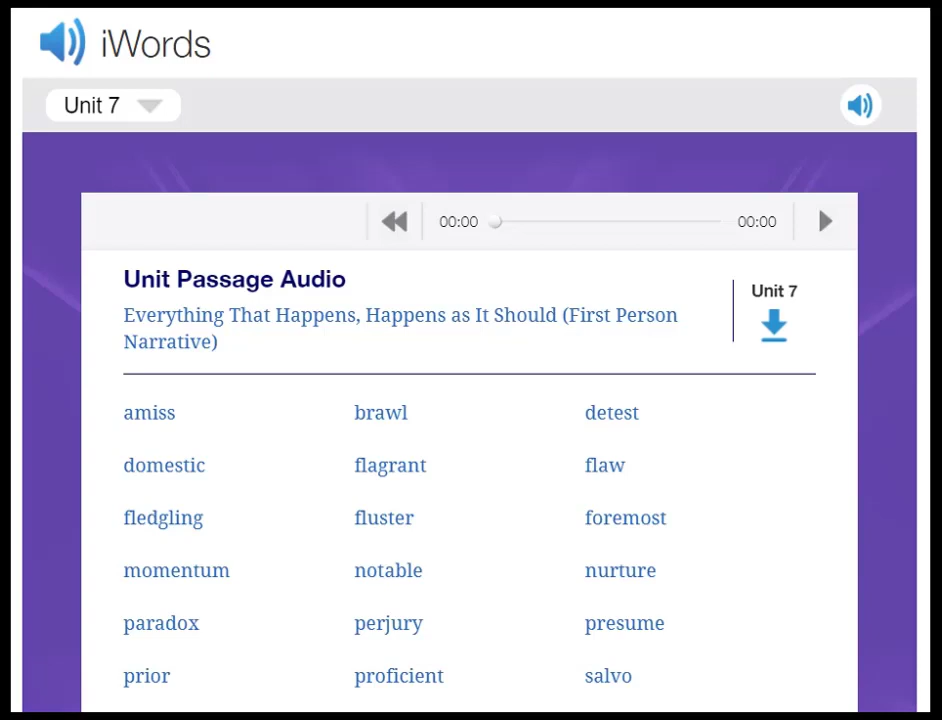 iWords
Unit 7
00:00 00:00
Unit Passage Audio
Everything That Happens, Happens as It Should (First Person
Narrative)
Unit 7
amiss brawl detest
domestic flagrant flaw
fledgling fluster foremost
momentum notable nurture
paradox perjury presume
prior proficient salvo